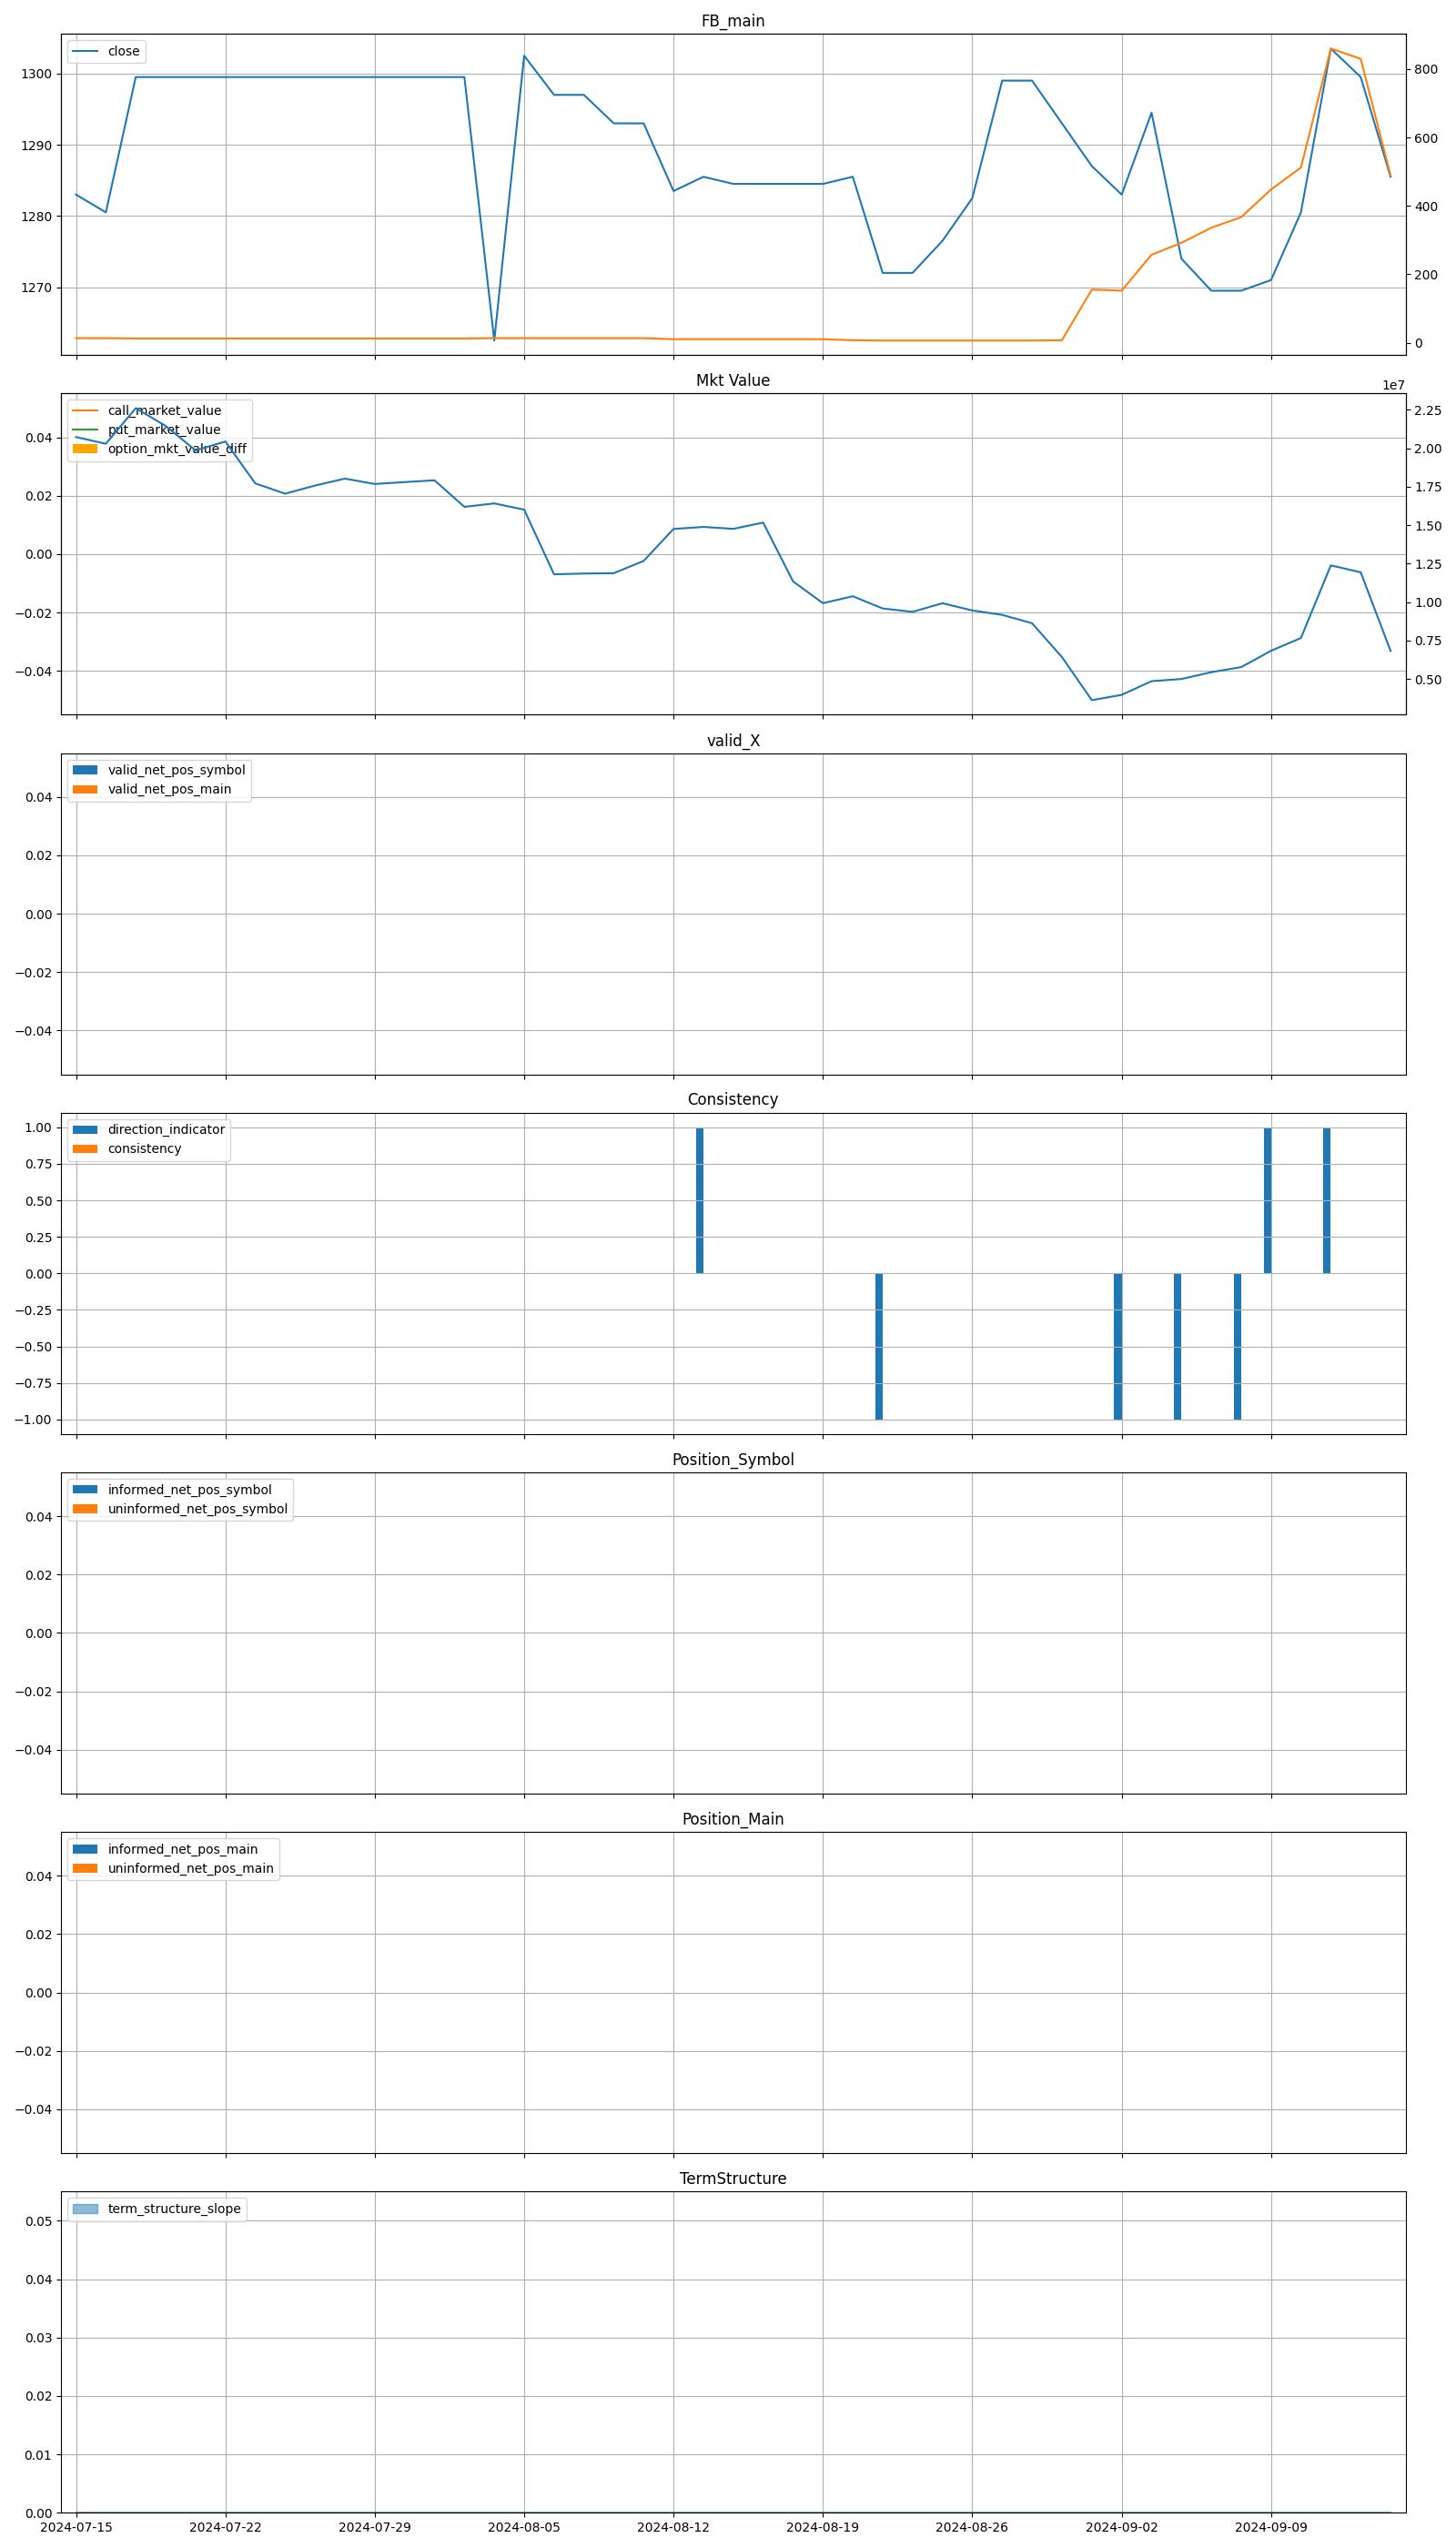 FB_main
close
1300
1290
1280
1270
800
600
400
200
0
Mkt Value
1e7
call_market_value
put_market_value
option_mkt_value_diff
0.04
0.02
0.00
−0.02
−0.04
2.25
2.00
1.75
1.50
1.25
1.00
0.75
0.50
valid_X
valid_net_pos_symbol
valid_net_pos_main
0.04
0.02
0.00
−0.02
−0.04
Consistency
direction_indicator
consistency
1.00
0.75
0.50
0.25
0.00
−0.25
−0.50
−0.75
−1.00
Position_Symbol
informed_net_pos_symbol
uninformed_net_pos_symbol
0.04
0.02
0.00
−0.02
−0.04
Position_Main
informed_net_pos_main
uninformed_net_pos_main
0.04
0.02
0.00
−0.02
−0.04
TermStructure
term_structure_slope
0.05
0.04
0.03
0.02
0.01
0.00
2024-07-15 2024-07-22 2024-07-29 2024-08-05 2024-08-12 2024-08-19 2024-08-26 2024-09-02 2024-09-09